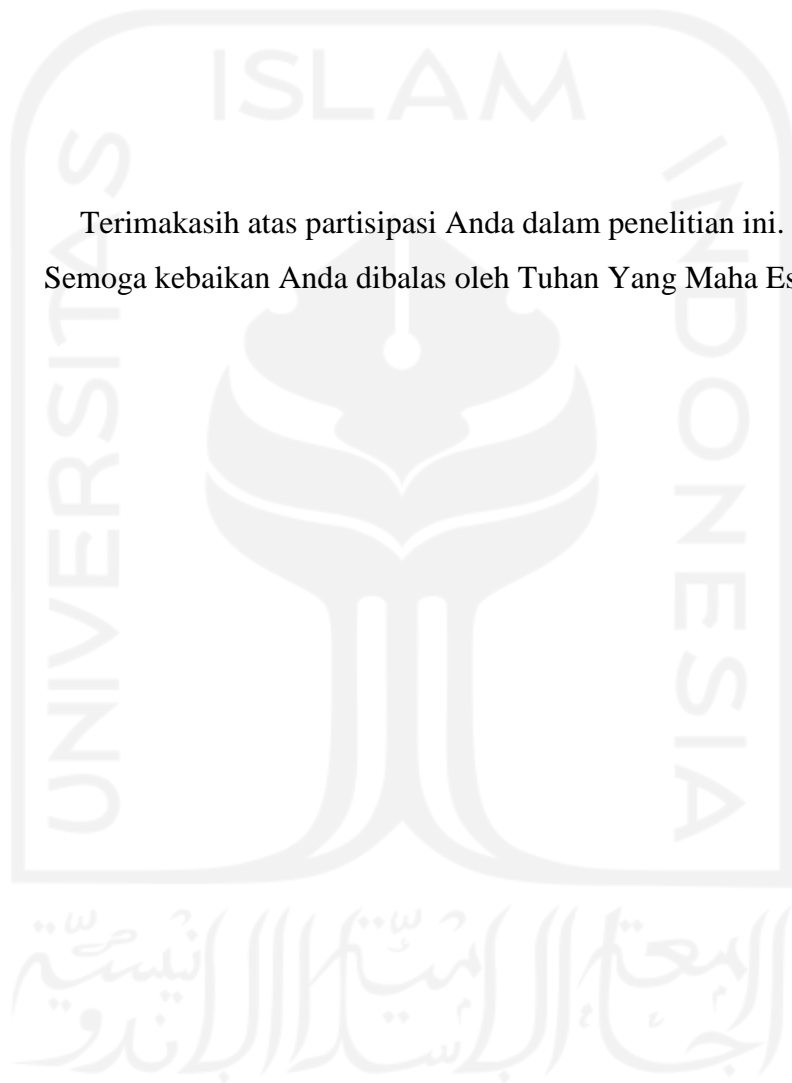 ISLAM
UNIVERSITAS
INDONESIA
Terimakasih atas partisipasi Anda dalam penelitian ini.
Semoga kebaikan Anda dibalas oleh Tuhan Yang Maha Es